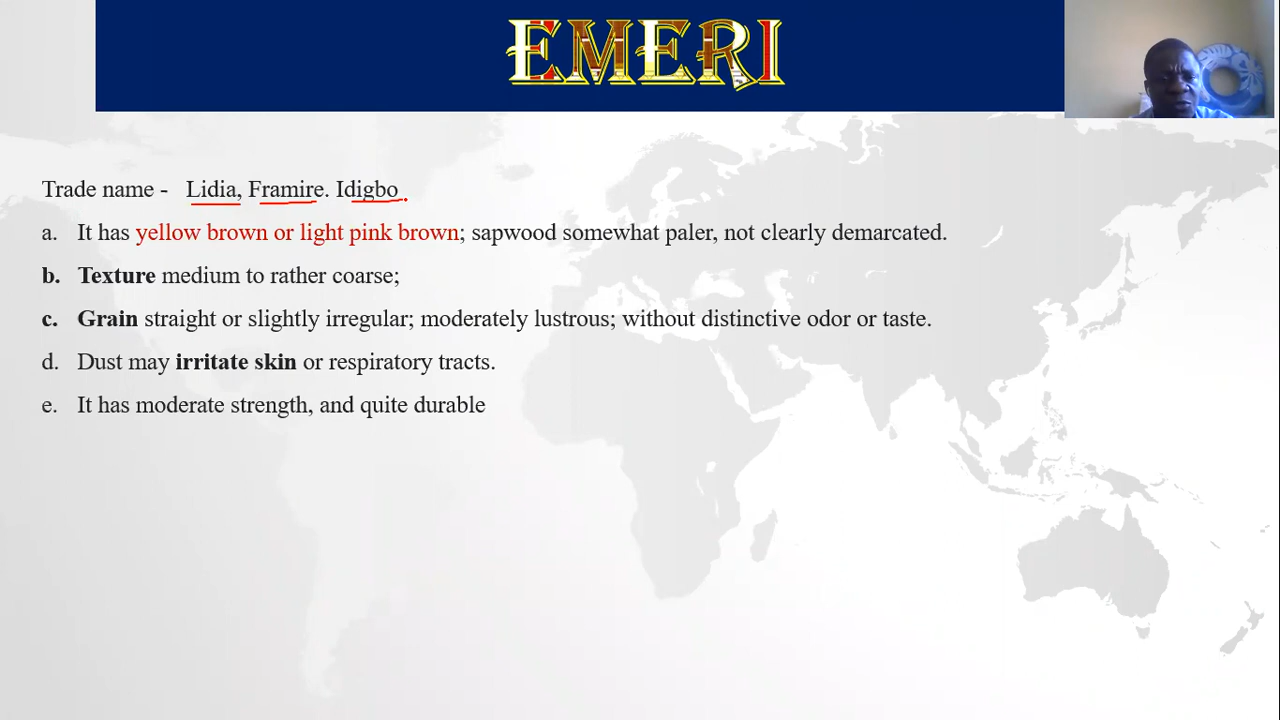 EMERI
Trade name - Lidia, Framire. Idigbo
a. It has yellow brown or light pink brown; sapwood somewhat paler, not clearly demarcated.
b. Texture medium to rather coarse;
c. Grain straight or slightly irregular; moderately lustrous; without distinctive odor or taste.
d. Dust may irritate skin or respiratory tracts.
e. It has moderate strength, and quite durable